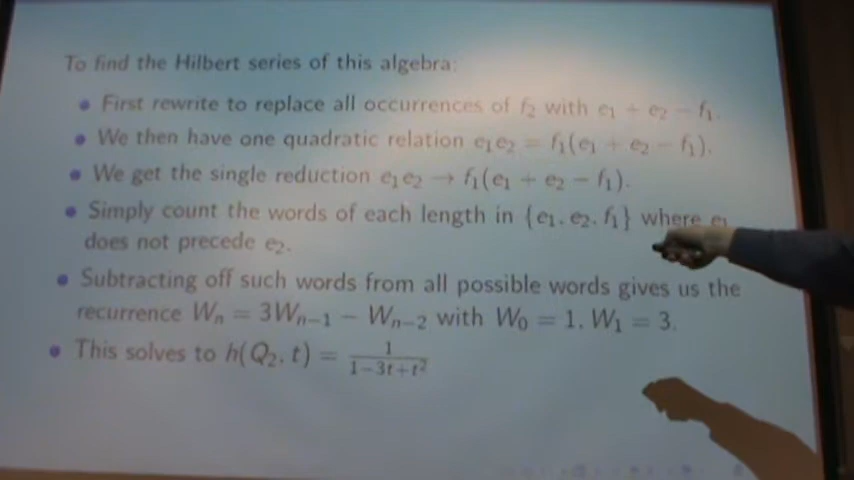 To find the Hilbert series of this algebra:
• First rewrite to replace all occurrences of f₂ with e₁ + e₂ − f₁.
• We then have one quadratic relation e₁e₂ = f₁(e₁ + e₂ − f₁).
• We get the single reduction e₁e₂ → f₁(e₁ + e₂ − f₁).
• Simply count the words of each length in {e₁, e₂, f₁} where e₁
does not precede e₂.
• Subtracting off such words from all possible words gives us the
recurrence Wₙ = 3Wₙ₋₁ − Wₙ₋₂ with W₀ = 1, W₁ = 3.
• This solves to h(Q₂, t) = 1/(1−3t+t²)